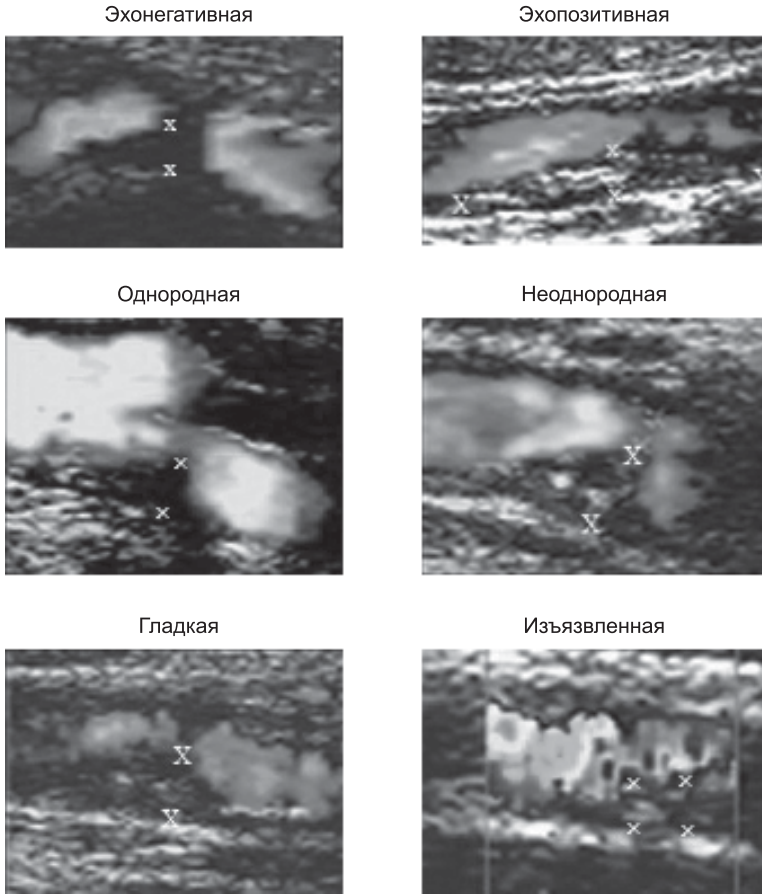 Эхонегативная
Эхопозитивная
x
x
x
X
x
Однородная
Неоднородная
x
x
X
X
Гладкая
Изъязвленная
X
X
x
x
x
x